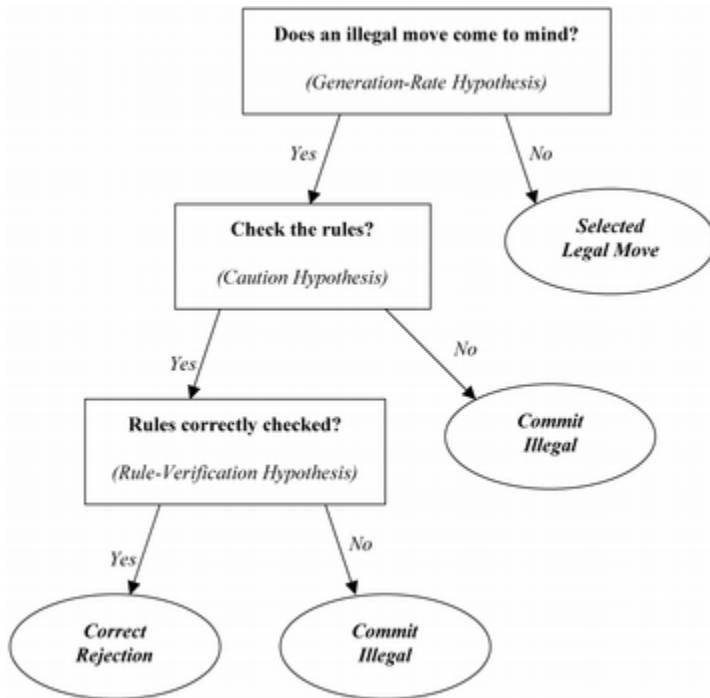 Does an illegal move come to mind?
(Generation-Rate Hypothesis)
Yes
No
Check the rules?
(Caution Hypothesis)
Selected
Legal Move
Yes
No
Rules correctly checked?
(Rule-Verification Hypothesis)
Commit
Illegal
Yes
No
Correct
Rejection
Commit
Illegal